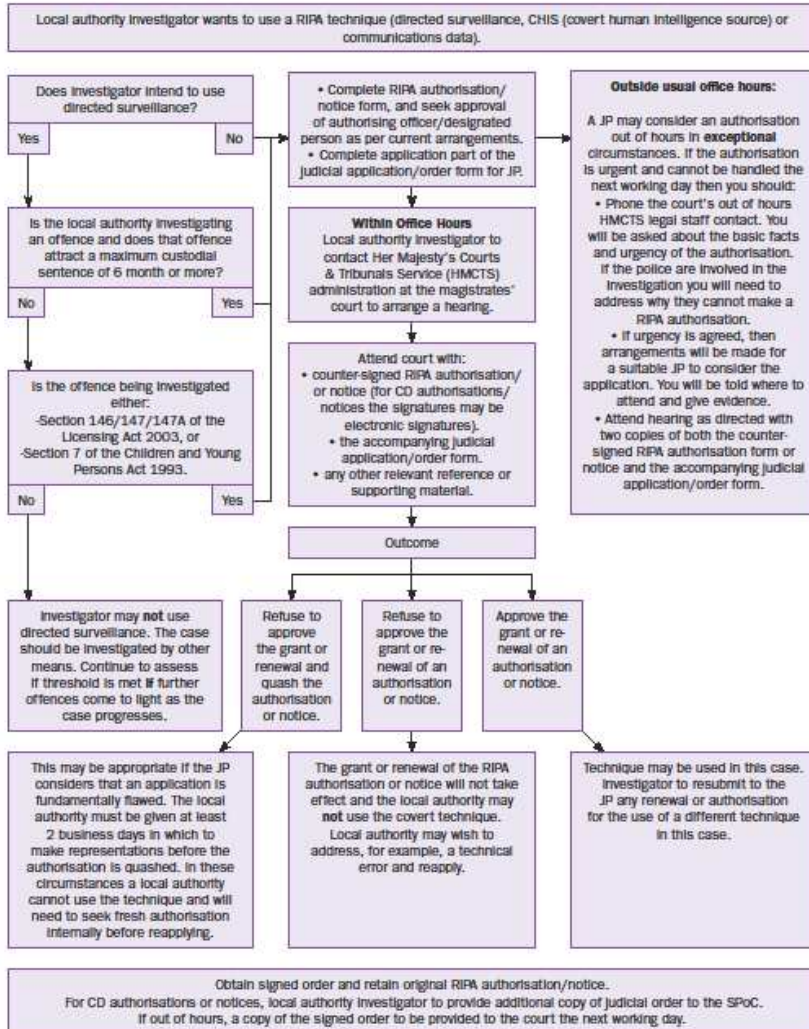 Local authority investigator wants to use a RIPA technique (directed surveillance, CHIS (covert human intelligence source) or
communications data).
Does investigator intend to use
directed surveillance?
Yes
No
Is the local authority investigating
an offence and does that offence
attract a maximum custodial
sentence of 6 month or more?
No
Yes
Is the offence being investigated
either:
-Section 146/147/147A of the
Licensing Act 2003, or
-Section 7 of the Children and Young
Persons Act 1993.
No
Yes
• Complete RIPA authorisation/
notice form, and seek approval
of authorising officer/designated
person as per current arrangements.
• Complete application part of the
judicial application/order form for JP.
Within Office Hours
Local authority investigator to
contact Her Majesty's Courts
& Tribunals Service (HMCTS)
administration at the magistrates'
court to arrange a hearing.
Attend court with:
• counter-signed RIPA authorisation/
or notice (for CD authorisations/
notices the signatures may be
electronic signatures).
• the accompanying judicial
application/order form.
• any other relevant reference or
supporting material.
Outside usual office hours:
A JP may consider an authorisation
out of hours in exceptional
circumstances. If the authorisation
is urgent and cannot be handled the
next working day then you should:
• Phone the court's out of hours
HMCTS legal staff contact. You
will be asked about the basic facts
and urgency of the authorisation.
If the police are involved in the
investigation you will need to
address why they cannot make a
RIPA authorisation.
• If urgency is agreed, then
arrangements will be made for
a suitable JP to consider the
application. You will be told where to
attend and give evidence.
• Attend hearing as directed with
two copies of both the counter-
signed RIPA authorisation form or
notice and the accompanying judicial
application/order form.
Outcome
Investigator may not use
directed surveillance. The case
should be investigated by other
means. Continue to assess
if threshold is met if further
offences come to light as the
case progresses.
Refuse to
approve
the grant or
renewal and
quash the
authorisation
or notice.
Refuse to
approve the
grant or re-
newal of an
authorisation
or notice.
Approve the
grant or re-
newal of an
authorisation
or notice.
This may be appropriate if the JP
considers that an application is
fundamentally flawed. The local
authority must be given at least
2 business days in which to
make representations before the
authorisation is quashed. In these
circumstances a local authority
cannot use the technique and will
need to seek fresh authorisation
internally before reapplying.
The grant or renewal of the RIPA
authorisation or notice will not take
effect and the local authority may
not use the covert technique.
Local authority may wish to
address, for example, a technical
error and reapply.
Technique may be used in this case.
Investigator to resubmit to the
JP any renewal or authorisation
for the use of a different technique
in this case.
Obtain signed order and retain original RIPA authorisation/notice.
For CD authorisations or notices, local authority investigator to provide additional copy of judicial order to the SPoC.
If out of hours, a copy of the signed order to be provided to the court the next working day.